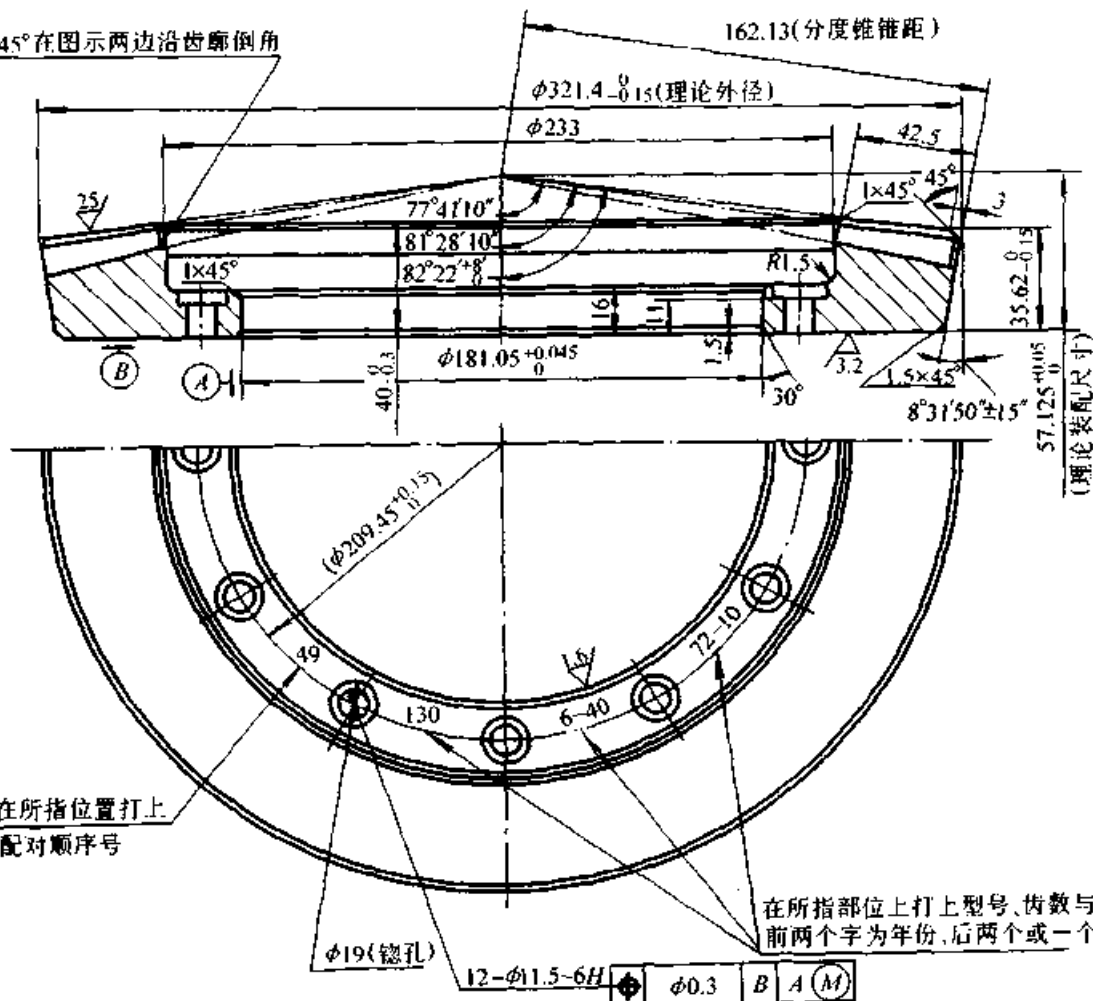 45°在图示两边沿齿廓倒角
162.13(分度锥锥距)
ϕ321.4 0 -0.15(理论外径)
ϕ233
42.5
1×45°
45°
3
25
77°41′10″
81°28′10″
82°22′+8′ 0
1×45°
R1.5
16
11
1.5
35.62 0 -0.15
57.125+0.05 0
(理论装配尺寸)
B
A
40 0 -0.3
ϕ181.05+0.045 0
30°
3.2
1.5×45°
8°31′50″±15″
(ϕ209.45+0.15 0)
49
130
1.6
6-40
72-10
在所指位置打上
配对顺序号
在所指部位上打上型号、齿数与
前两个字为年份,后两个或一个
ϕ19(锪孔)
12-ϕ11.5-6H ⌖ ϕ0.3 B A Ⓜ